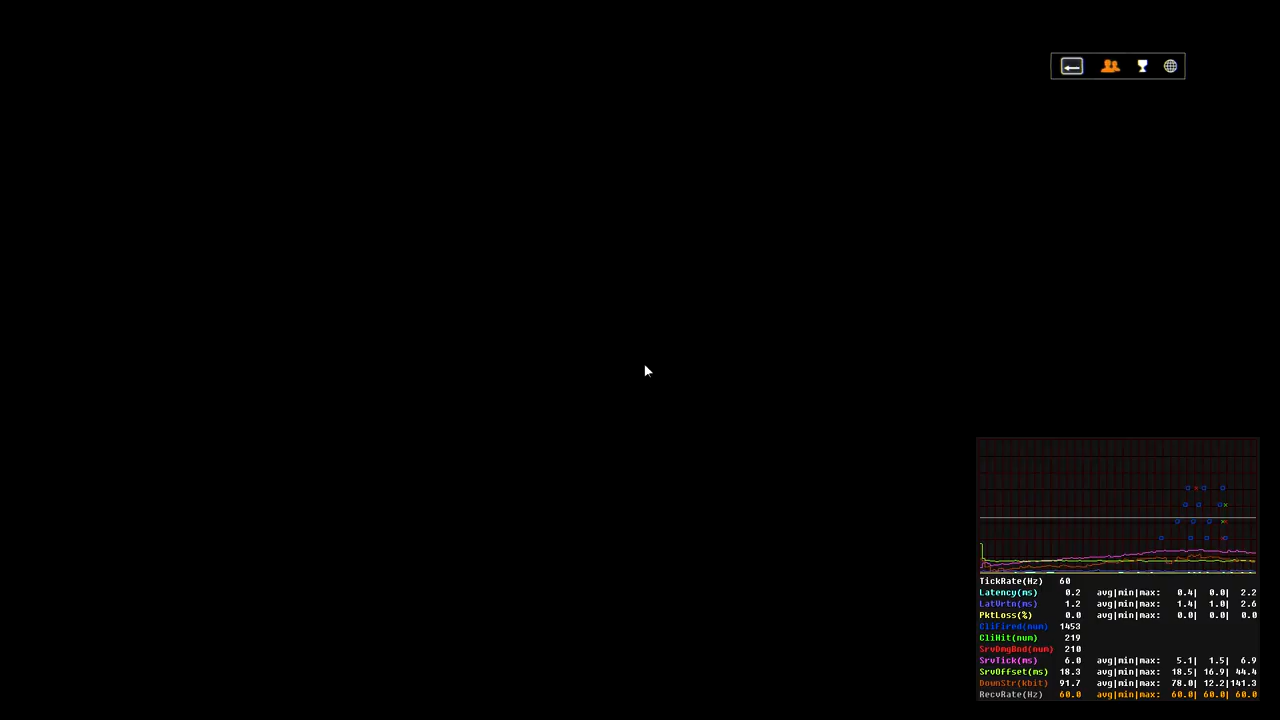 TickRate(Hz) 60
Latency(ms) 0.2 avg|min|max: 0.4| 0.0| 2.2
LatVrtn(ms) 1.2 avg|min|max: 1.4| 1.0| 2.6
PktLoss(%) 0.0 avg|min|max: 0.0| 0.0| 0.0
CliFired(num) 1453
CliHit(num) 219
SrvDmgBnd(num) 210
SrvTick(ms) 6.0 avg|min|max: 5.1| 1.5| 6.9
SrvOffset(ms) 18.3 avg|min|max: 18.5| 16.9| 44.4
DownStr(kbit) 91.7 avg|min|max: 78.0| 12.2|141.3
RecvRate(Hz) 60.0 avg|min|max: 60.0| 60.0| 60.0